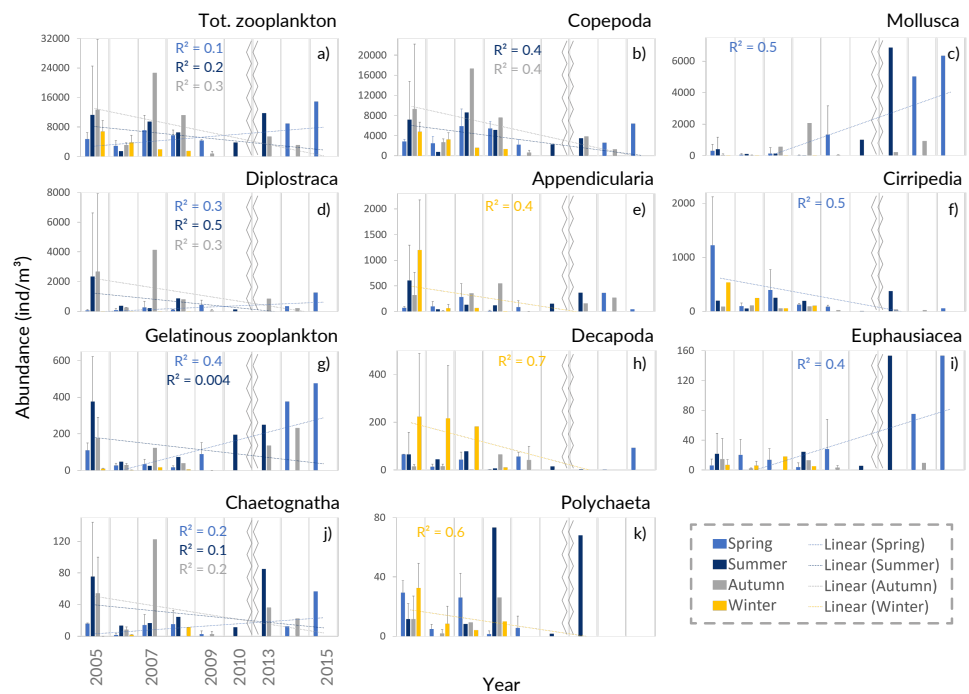 Tot. zooplankton
a)
R² = 0.1
R² = 0.2
R² = 0.3
32000
24000
16000
8000
0
Copepoda
b)
R² = 0.4
R² = 0.4
22000
20000
16000
12000
8000
4000
0
Mollusca
c)
R² = 0.5
6000
4000
2000
0
Diplostraca
d)
R² = 0.3
R² = 0.5
R² = 0.3
8000
6000
4000
2000
0
Appendicularia
e)
R² = 0.4
2000
1500
1000
500
0
Cirripedia
f)
R² = 0.5
2000
1500
1000
500
0
Gelatinous zooplankton
g)
R² = 0.4
R² = 0.004
600
400
200
0
Decapoda
h)
R² = 0.7
400
200
0
Euphausiacea
i)
R² = 0.4
160
120
80
40
0
Chaetognatha
j)
R² = 0.2
R² = 0.1
R² = 0.2
120
80
40
0
2005
2007
2009
2010
2013
2015
Polychaeta
k)
R² = 0.6
80
60
40
20
0
Spring
Summer
Autumn
Winter
Linear (Spring)
Linear (Summer)
Linear (Autumn)
Linear (Winter)
Abundance (ind/m³)
Year